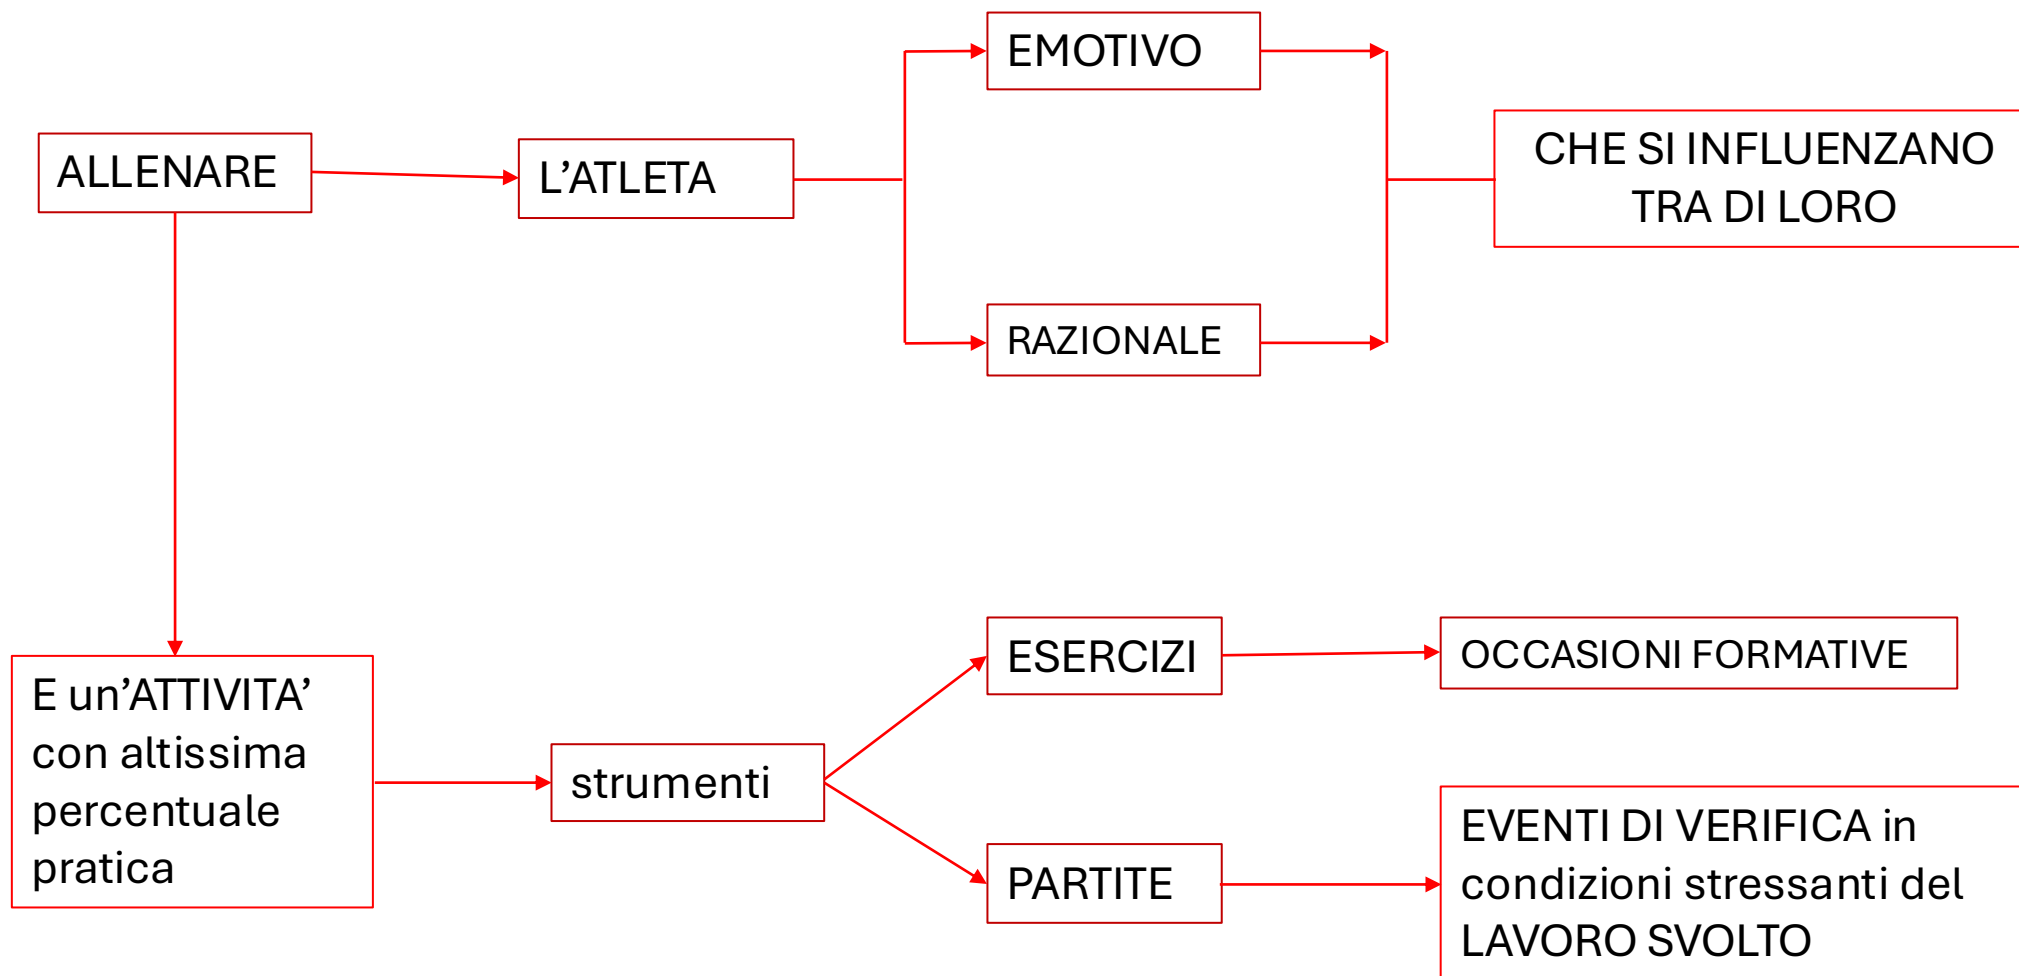 EMOTIVO
ALLENARE
L’ATLETA
CHE SI INFLUENZANO
TRA DI LORO
RAZIONALE
E un’ATTIVITA’
con altissima
percentuale
pratica
strumenti
ESERCIZI
OCCASIONI FORMATIVE
PARTITE
EVENTI DI VERIFICA in
condizioni stressanti del
LAVORO SVOLTO